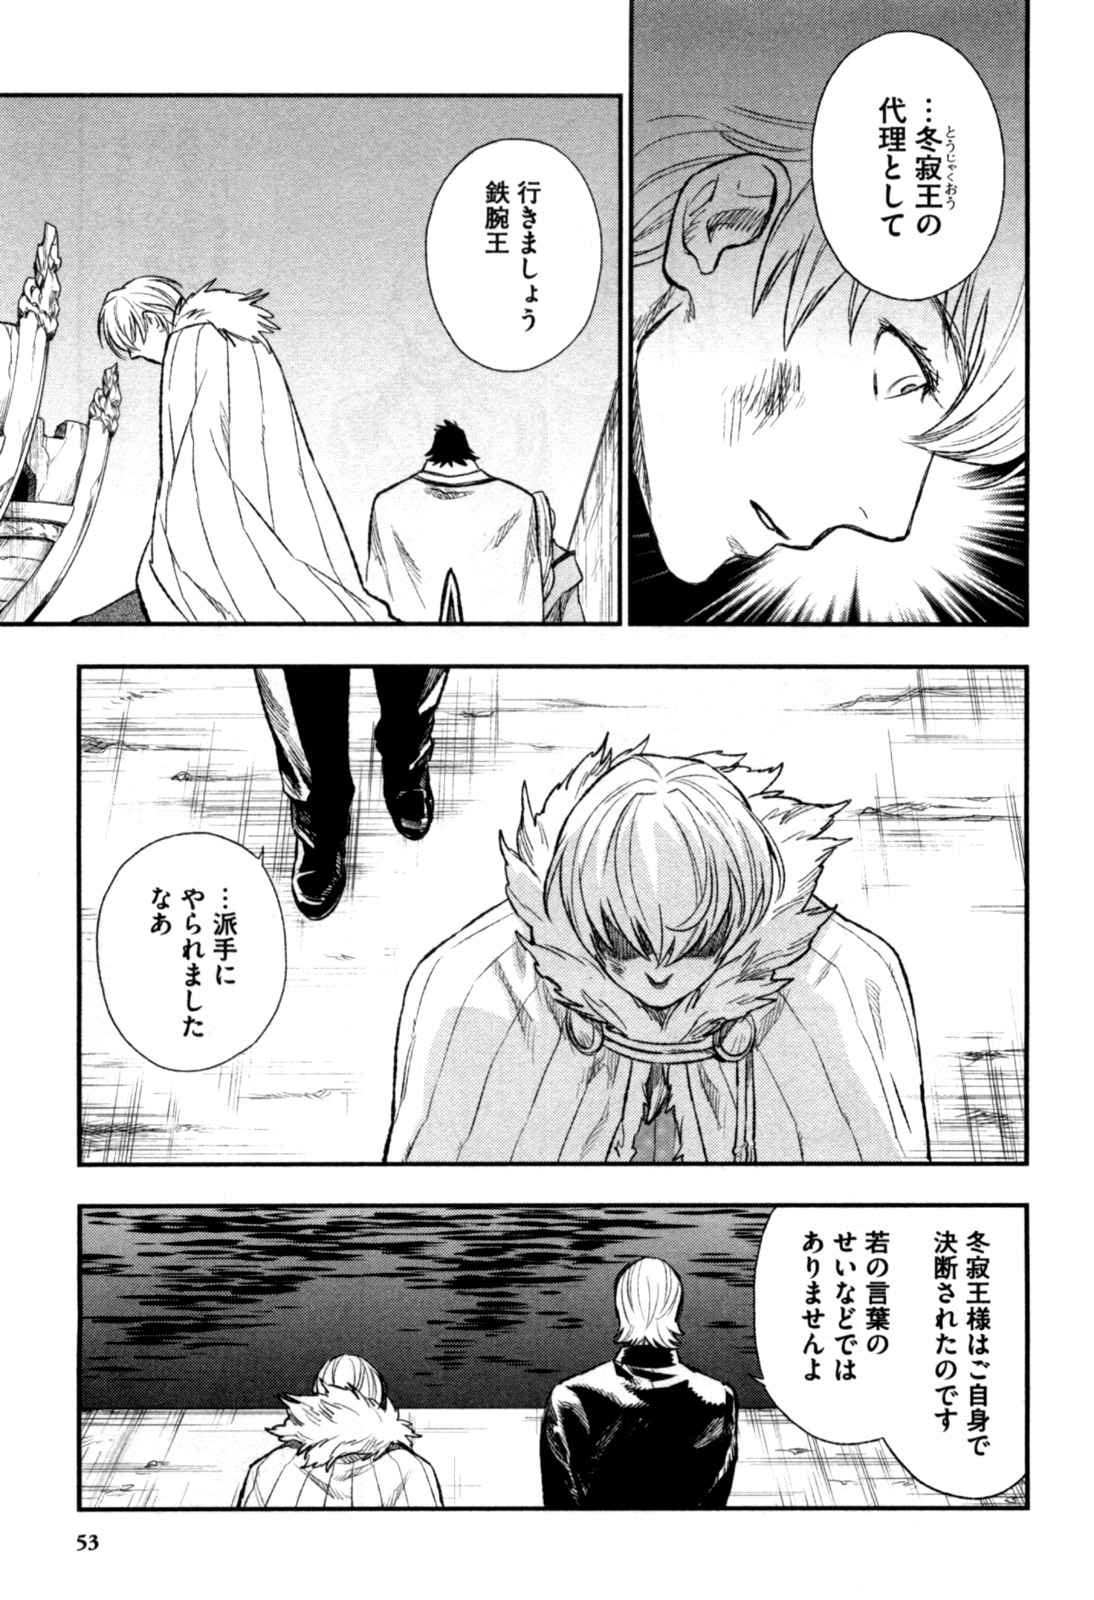 …冬寂王の
とうじゃくおう
代理として
行きましょう
鉄腕王
…派手に
やられました
なあ
冬寂王様はご自身で
決断されたのです
若の言葉の
せいなどでは
ありませんよ
53